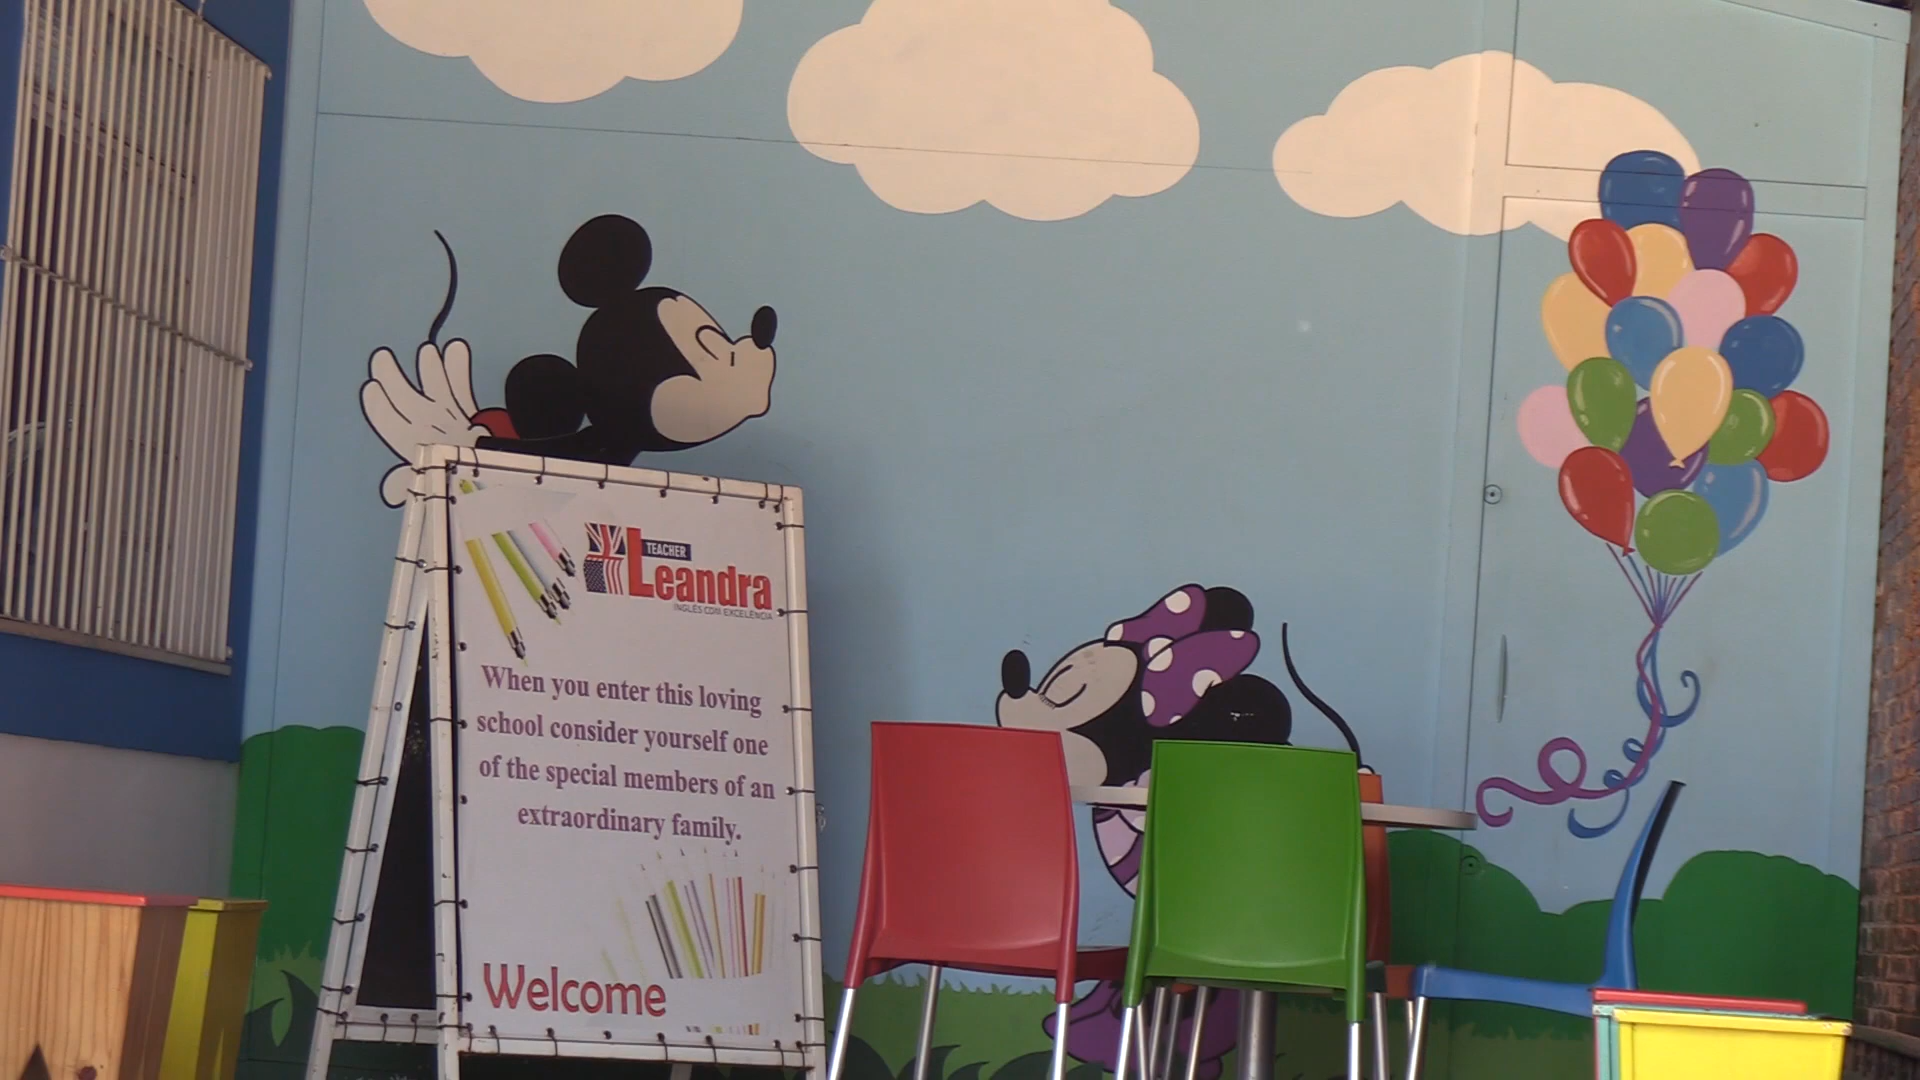 TEACHER
Leandra
INGLÊS COM EXCELÊNCIA
When you enter this loving
school consider yourself one
of the special members of an
extraordinary family.
Welcome